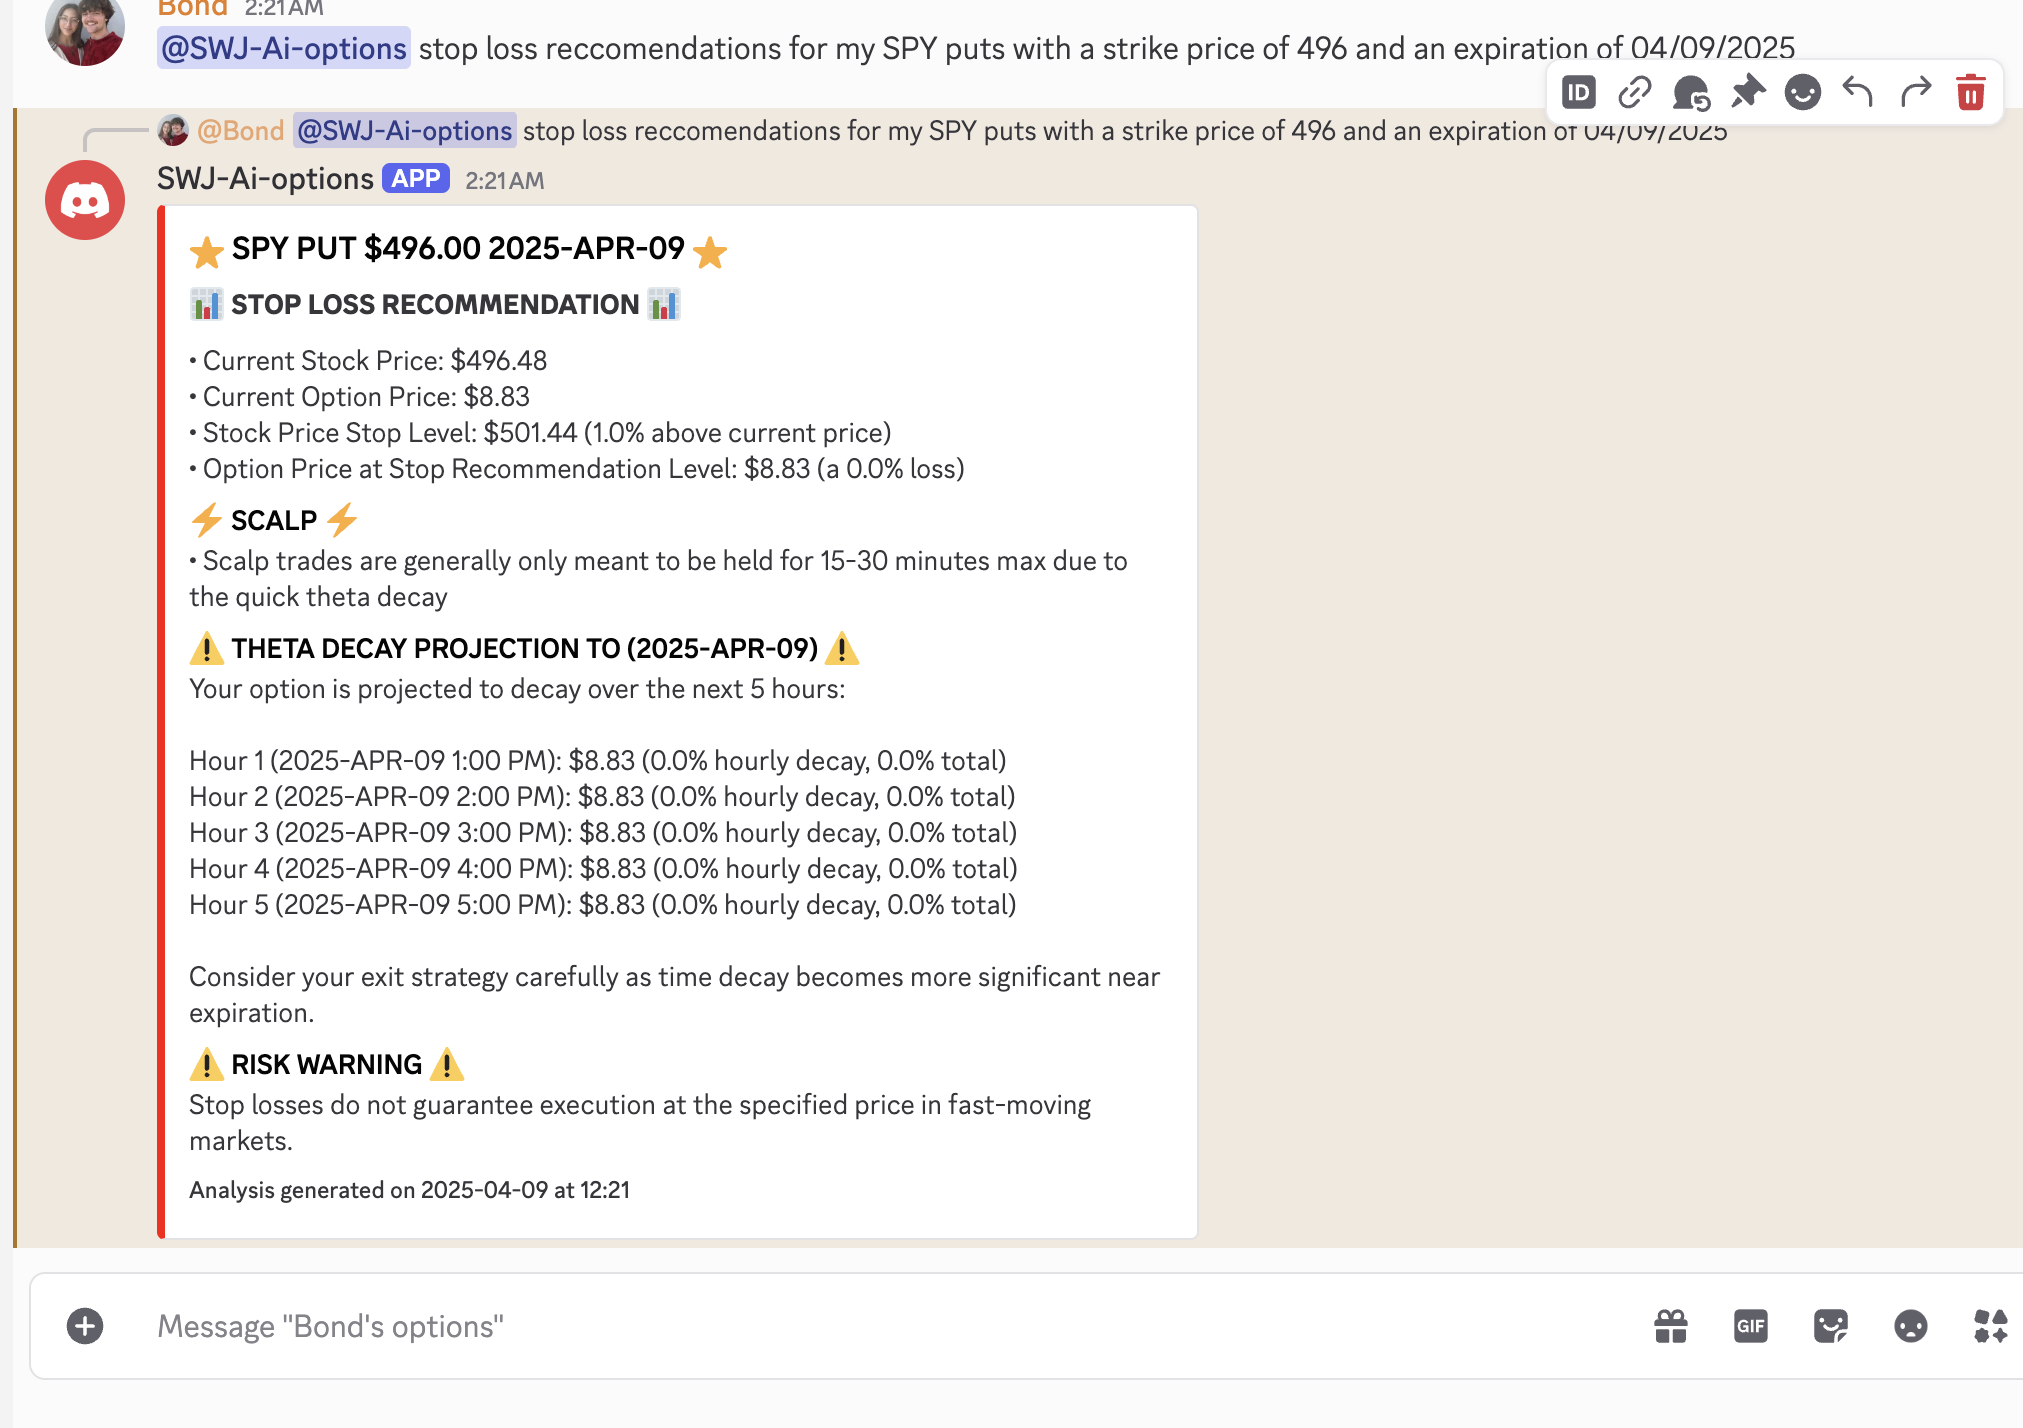 Bond 2:21 AM
@SWJ-Ai-options stop loss reccomendations for my SPY puts with a strike price of 496 and an expiration of 04/09/2025
ID
@Bond @SWJ-Ai-options stop loss reccomendations for my SPY puts with a strike price of 496 and an expiration of 04/09/2025
SWJ-Ai-options APP 2:21 AM
⭐ SPY PUT $496.00 2025-APR-09 ⭐
📊 STOP LOSS RECOMMENDATION 📊
• Current Stock Price: $496.48
• Current Option Price: $8.83
• Stock Price Stop Level: $501.44 (1.0% above current price)
• Option Price at Stop Recommendation Level: $8.83 (a 0.0% loss)
⚡ SCALP ⚡
• Scalp trades are generally only meant to be held for 15-30 minutes max due to
the quick theta decay
⚠️ THETA DECAY PROJECTION TO (2025-APR-09) ⚠️
Your option is projected to decay over the next 5 hours:
Hour 1 (2025-APR-09 1:00 PM): $8.83 (0.0% hourly decay, 0.0% total)
Hour 2 (2025-APR-09 2:00 PM): $8.83 (0.0% hourly decay, 0.0% total)
Hour 3 (2025-APR-09 3:00 PM): $8.83 (0.0% hourly decay, 0.0% total)
Hour 4 (2025-APR-09 4:00 PM): $8.83 (0.0% hourly decay, 0.0% total)
Hour 5 (2025-APR-09 5:00 PM): $8.83 (0.0% hourly decay, 0.0% total)
Consider your exit strategy carefully as time decay becomes more significant near
expiration.
⚠️ RISK WARNING ⚠️
Stop losses do not guarantee execution at the specified price in fast-moving
markets.
Analysis generated on 2025-04-09 at 12:21
Message "Bond's options"
GIF